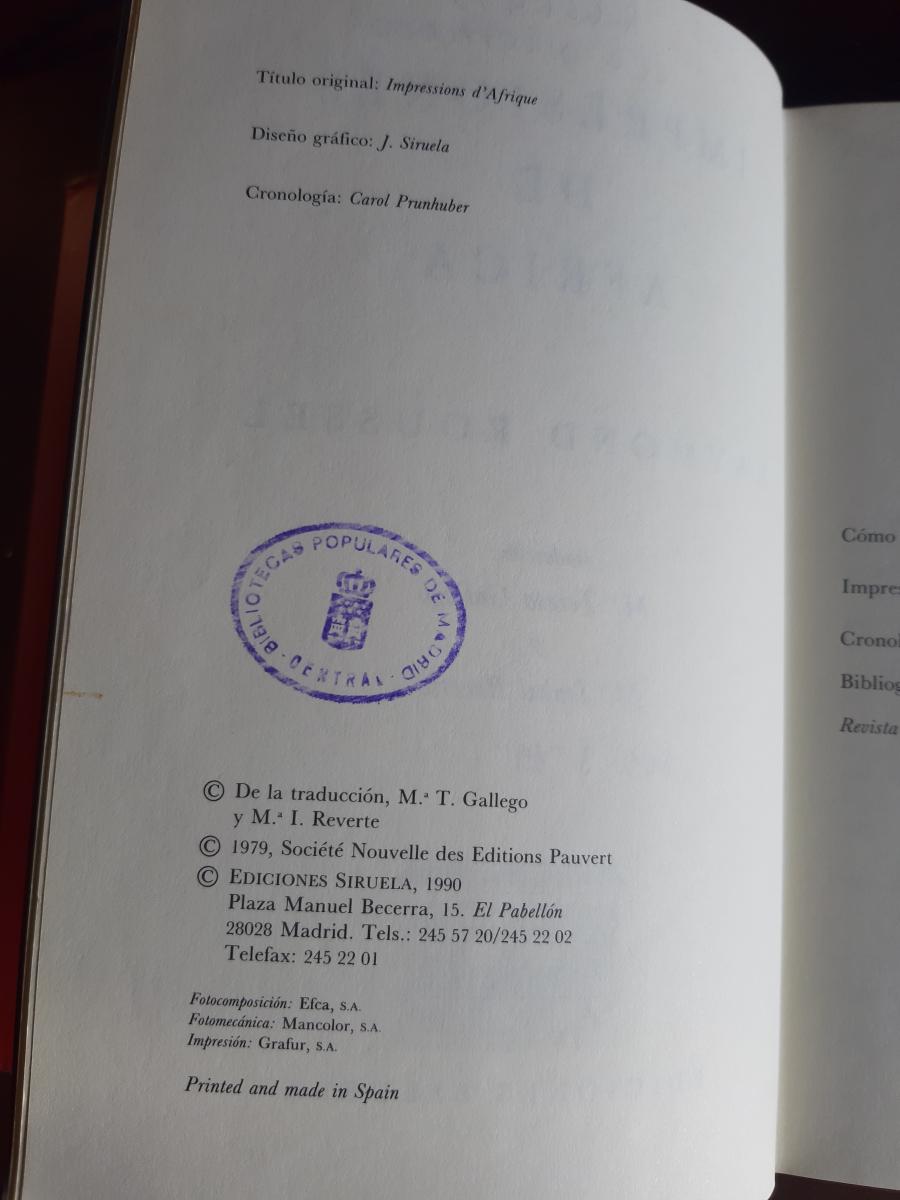 Título original: Impressions d'Afrique
Diseño gráfico: J. Siruela
Cronología: Carol Prunhuber
BIBLIOTECAS POPULARES DE MADRID
· CENTRAL ·
© De la traducción, M.ª T. Gallego
y M.ª I. Reverte
© 1979, Société Nouvelle des Editions Pauvert
© EDICIONES SIRUELA, 1990
Plaza Manuel Becerra, 15. El Pabellón
28028 Madrid. Tels.: 245 57 20/245 22 02
Telefax: 245 22 01
Fotocomposición: Efca, S.A.
Fotomecánica: Mancolor, S.A.
Impresión: Grafur, S.A.
Printed and made in Spain
Cómo
Impre
Crono
Bibliog
Revista